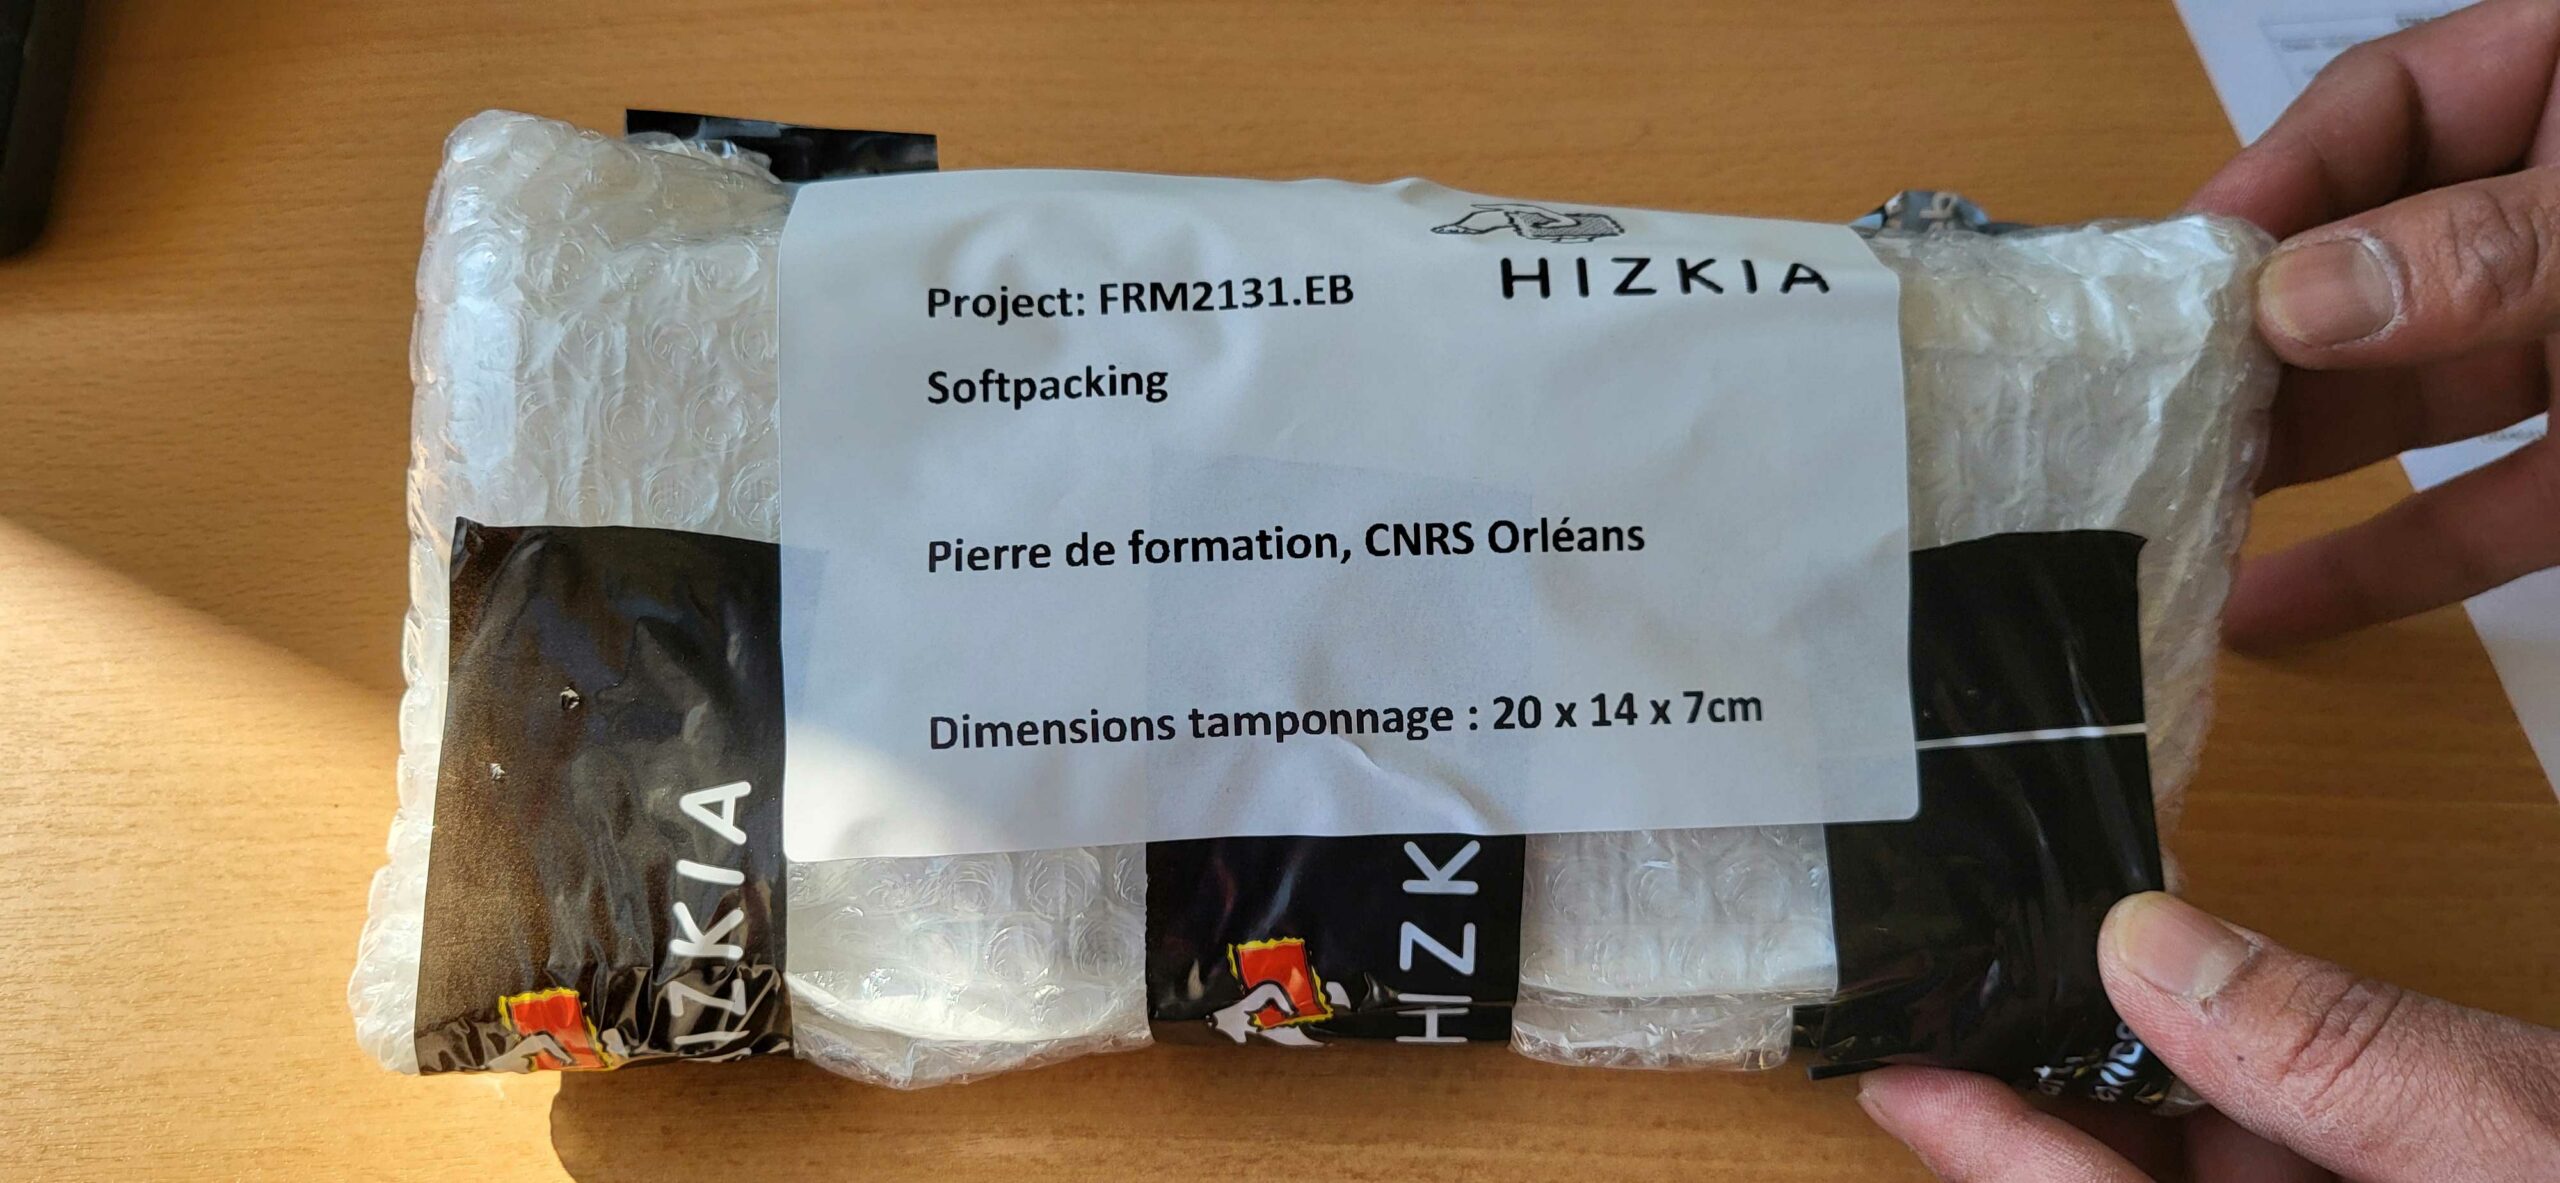 HIZKIA
Project: FRM2131.EB
Softpacking
Pierre de formation, CNRS Orléans
Dimensions tamponnage : 20 x 14 x 7cm
HIZKIA
HIZK